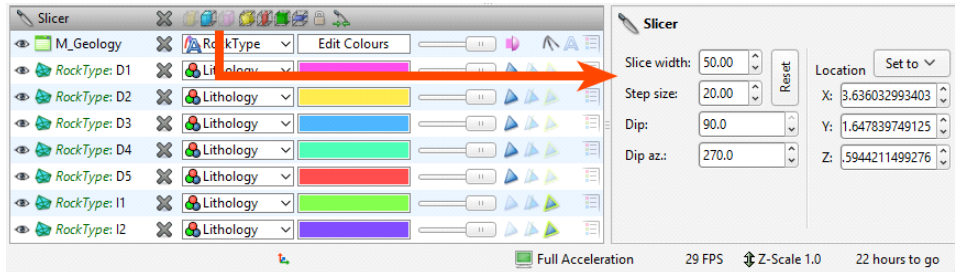 Slicer
M_Geology RockType Edit Colours
RockType: D1 Lithology
RockType: D2 Lithology
RockType: D3 Lithology
RockType: D4 Lithology
RockType: D5 Lithology
RockType: I1 Lithology
RockType: I2 Lithology
Slicer
Slice width: 50.00
Step size: 20.00
Dip: 90.0
Dip az.: 270.0
Reset
Location Set to
X: 3.636032993403
Y: 1.647839749125
Z: .5944211499276
Full Acceleration 29 FPS Z-Scale 1.0 22 hours to go